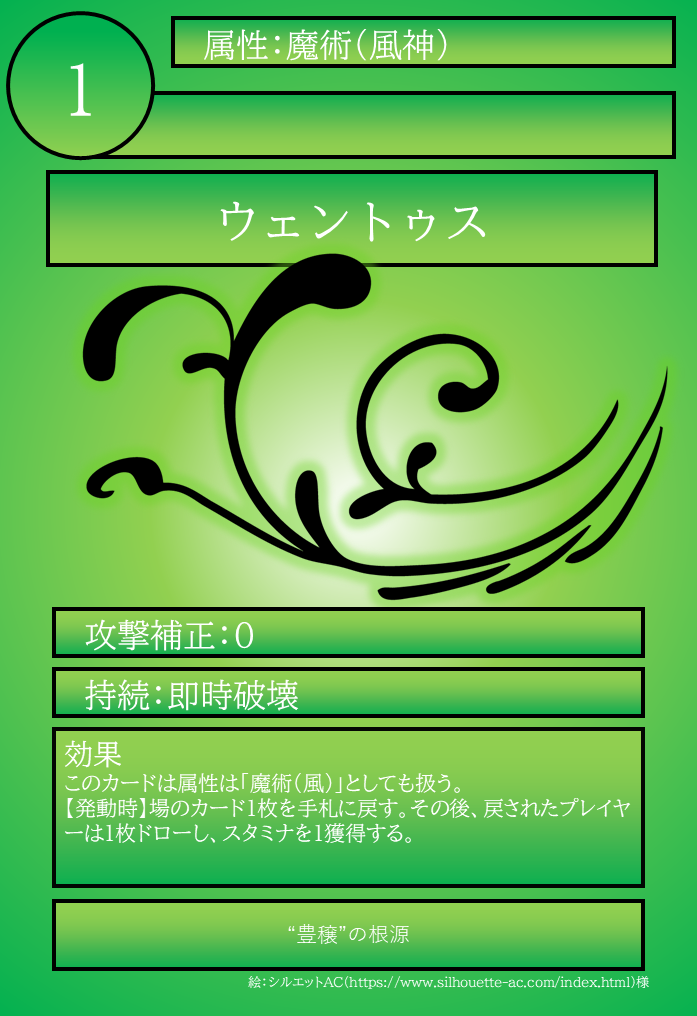 属性：魔術（風神）
1
ウェントゥス
攻撃補正：0
持続：即時破壊
効果
このカードは属性は「魔術（風）」としても扱う。
【発動時】場のカード1枚を手札に戻す。その後、戻されたプレイヤ
ーは1枚ドローし、スタミナを1獲得する。
“豊穣”の根源
絵：シルエットAC（https://www.silhouette-ac.com/index.html）様